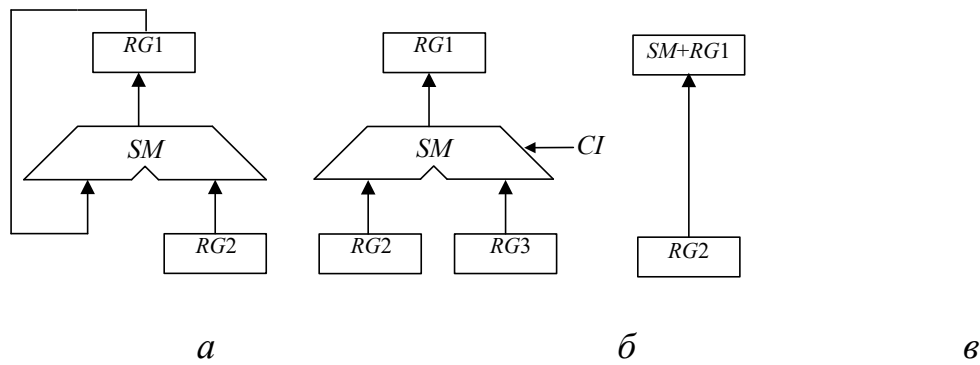 RG1 RG1 SM+RG1
SM SM CI
RG2 RG2 RG3 RG2
а б в